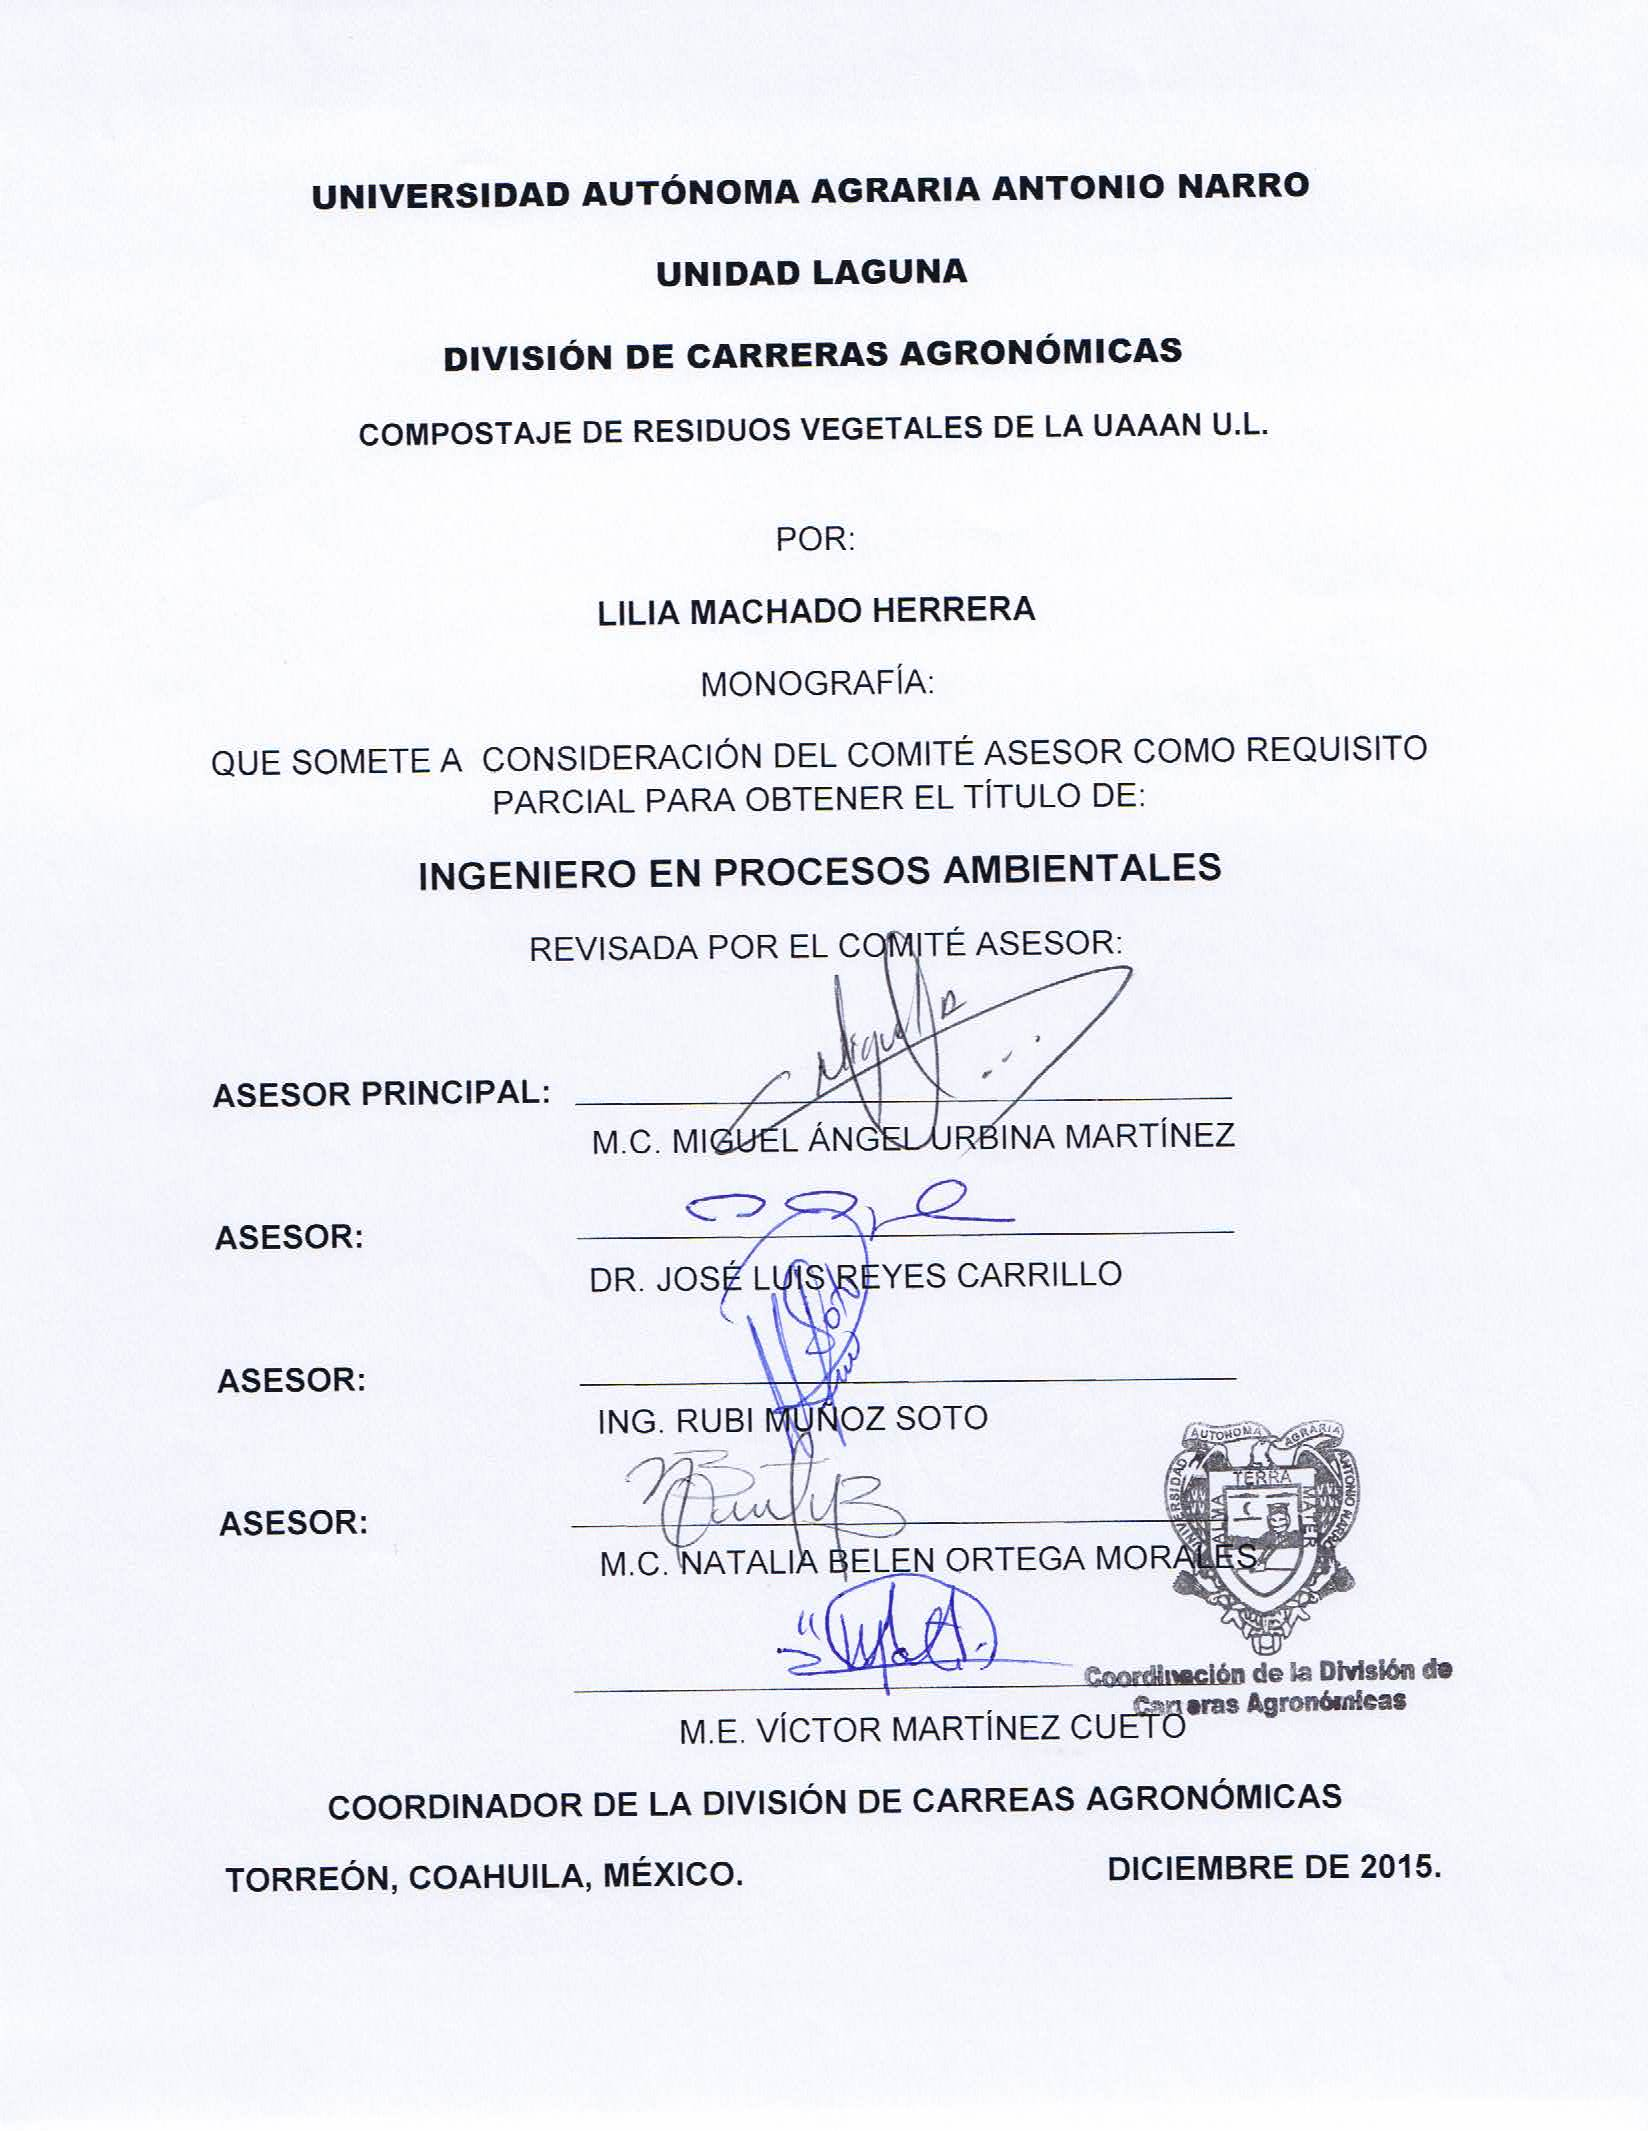 UNIVERSIDAD AUTÓNOMA AGRARIA ANTONIO NARRO
UNIDAD LAGUNA
DIVISIÓN DE CARRERAS AGRONÓMICAS
COMPOSTAJE DE RESIDUOS VEGETALES DE LA UAAAN U.L.
POR:
LILIA MACHADO HERRERA
MONOGRAFÍA:
QUE SOMETE A CONSIDERACIÓN DEL COMITÉ ASESOR COMO REQUISITO
PARCIAL PARA OBTENER EL TÍTULO DE:
INGENIERO EN PROCESOS AMBIENTALES
REVISADA POR EL COMITÉ ASESOR:
ASESOR PRINCIPAL:
M.C. MIGUEL ÁNGEL URBINA MARTÍNEZ
ASESOR:
DR. JOSÉ LUIS REYES CARRILLO
ASESOR:
ING. RUBI MUÑOZ SOTO
ASESOR:
M.C. NATALIA BELEN ORTEGA MORALES
UNIVERSIDAD AUTONOMA AGRARIA ANTONIO NARRO
ALMA TERRA MATER
Coordinación de la División de
Carreras Agronómicas
M.E. VÍCTOR MARTÍNEZ CUETO
COORDINADOR DE LA DIVISIÓN DE CARREAS AGRONÓMICAS
TORREÓN, COAHUILA, MÉXICO. DICIEMBRE DE 2015.